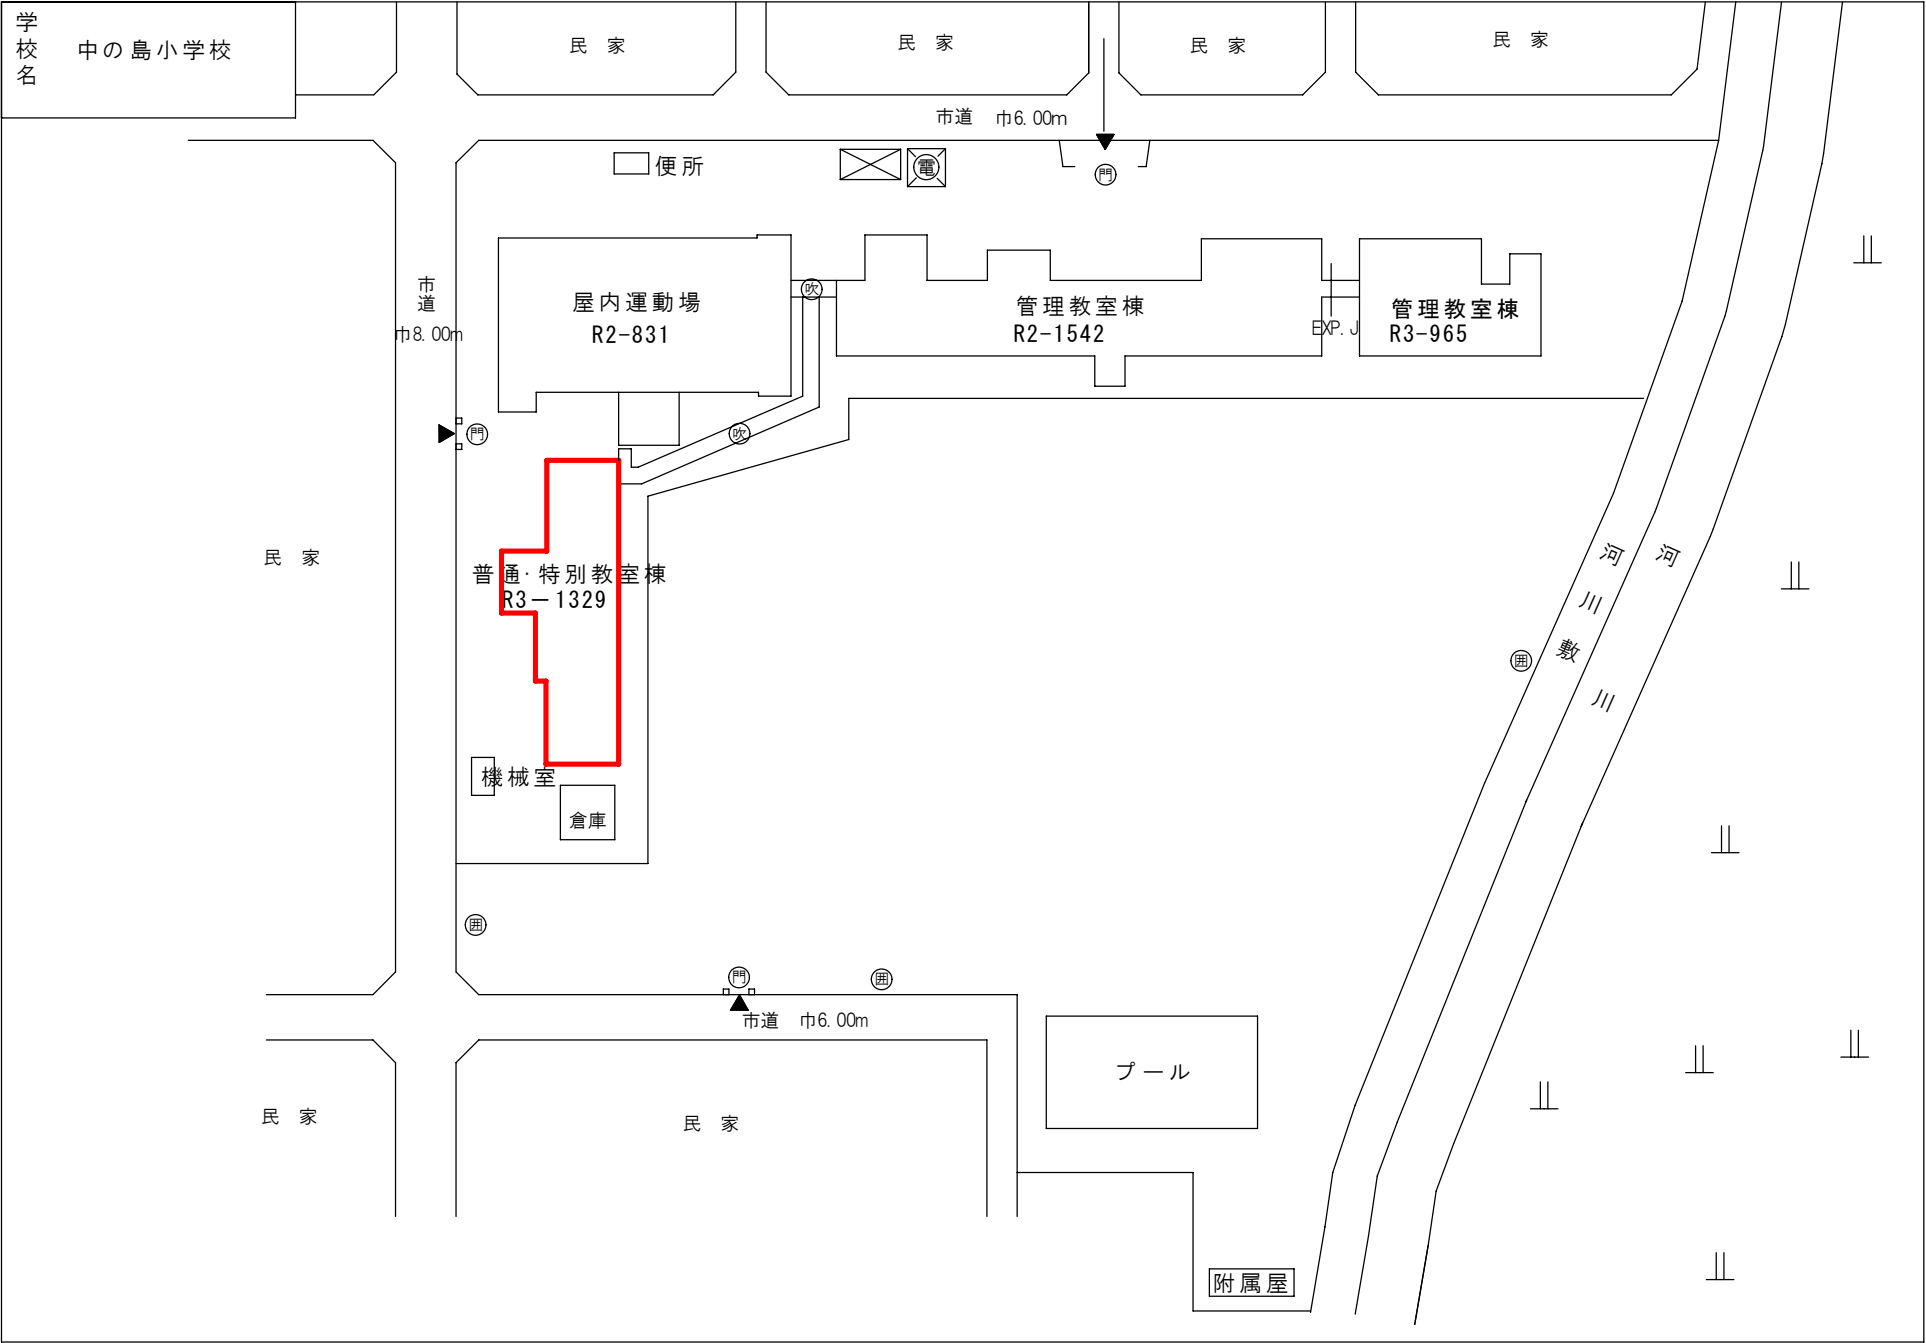 学校名
中の島小学校
民 家
民 家
民 家
民 家
市道 巾6.00m
便所
電
門
市道
巾8.00m
屋内運動場
R2-831
吹
管理教室棟
R2-1542
EXP.J
管理教室棟
R3-965
門
吹
民 家
普通・特別教室棟
R3-1329
河川敷
河川
囲
機械室
倉庫
囲
門
囲
市道 巾6.00m
プール
民 家
民 家
附属屋